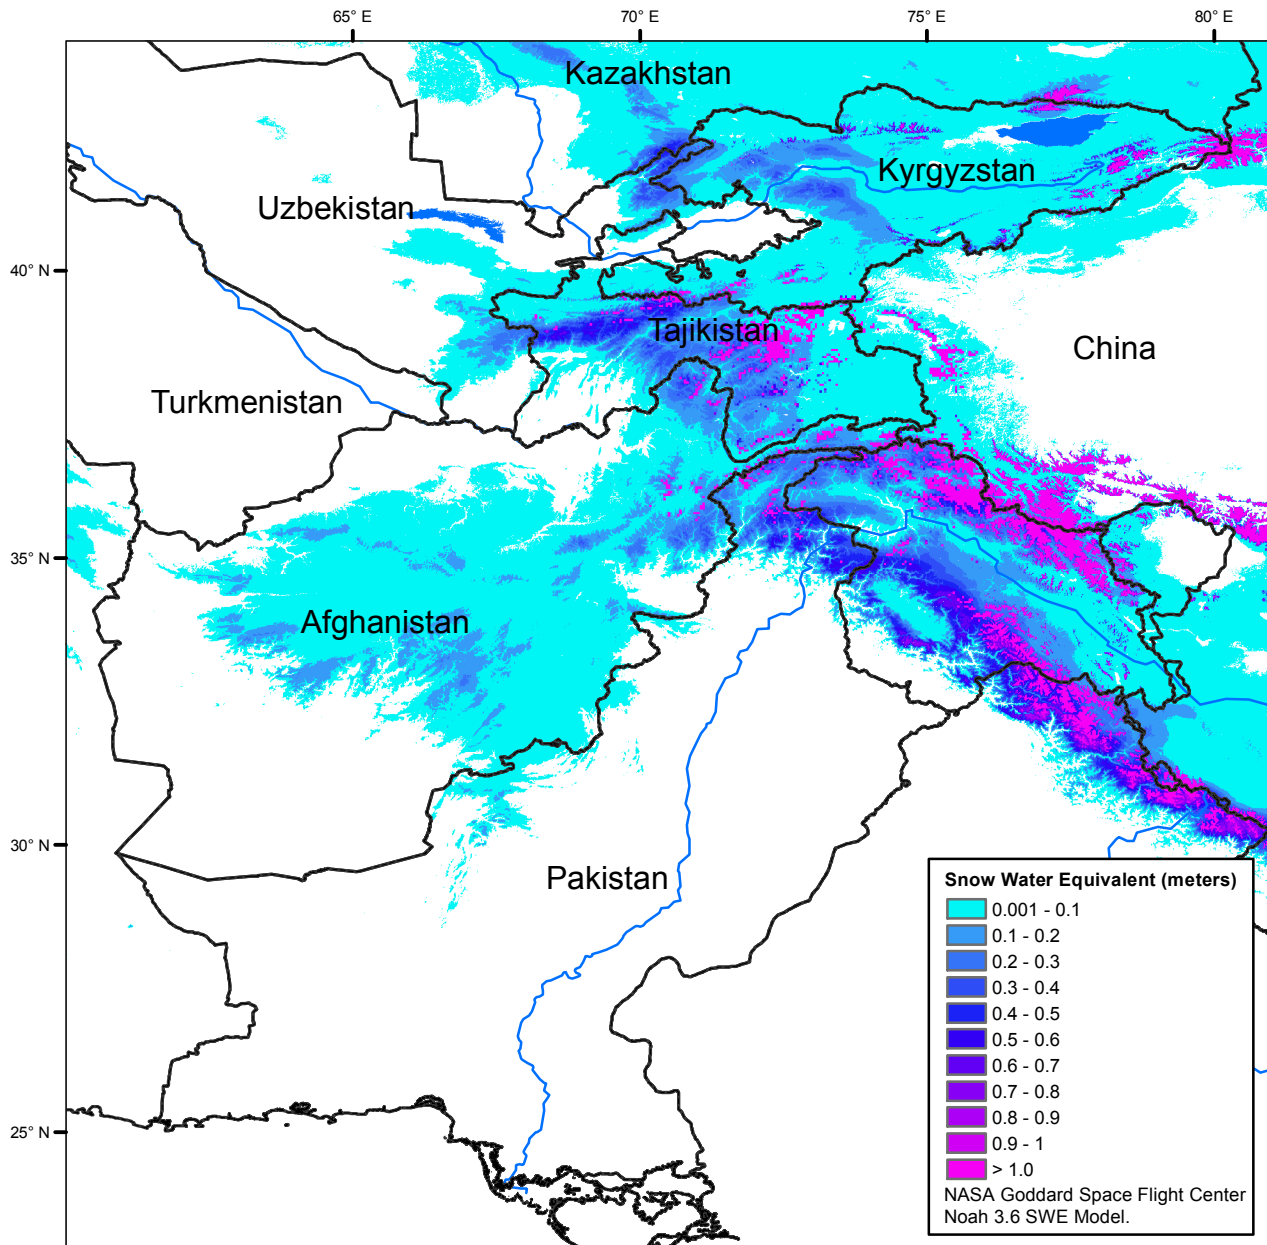 65° E
70° E
75° E
80° E
Kazakhstan
Kyrgyzstan
Uzbekistan
40° N
Tajikistan
China
Turkmenistan
35° N
Afghanistan
30° N
Pakistan
25° N
Snow Water Equivalent (meters)
0.001 - 0.1
0.1 - 0.2
0.2 - 0.3
0.3 - 0.4
0.4 - 0.5
0.5 - 0.6
0.6 - 0.7
0.7 - 0.8
0.8 - 0.9
0.9 - 1
> 1.0
NASA Goddard Space Flight Center
Noah 3.6 SWE Model.